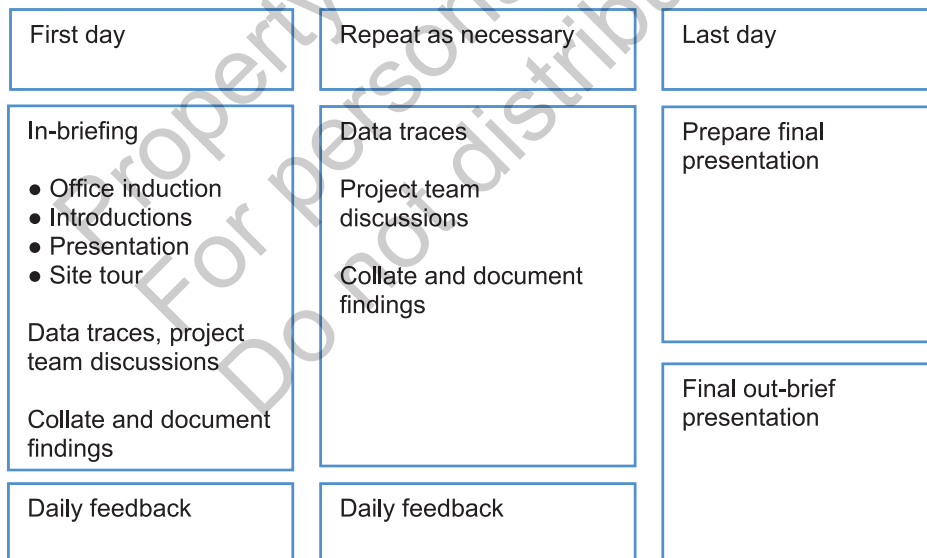 First day
Repeat as necessary
Last day
In-briefing
● Office induction
● Introductions
● Presentation
● Site tour
Data traces, project
team discussions
Collate and document
findings
Data traces
Project team
discussions
Collate and document
findings
Prepare final
presentation
Final out-brief
presentation
Daily feedback
Daily feedback
Property
For person
Do not distribu